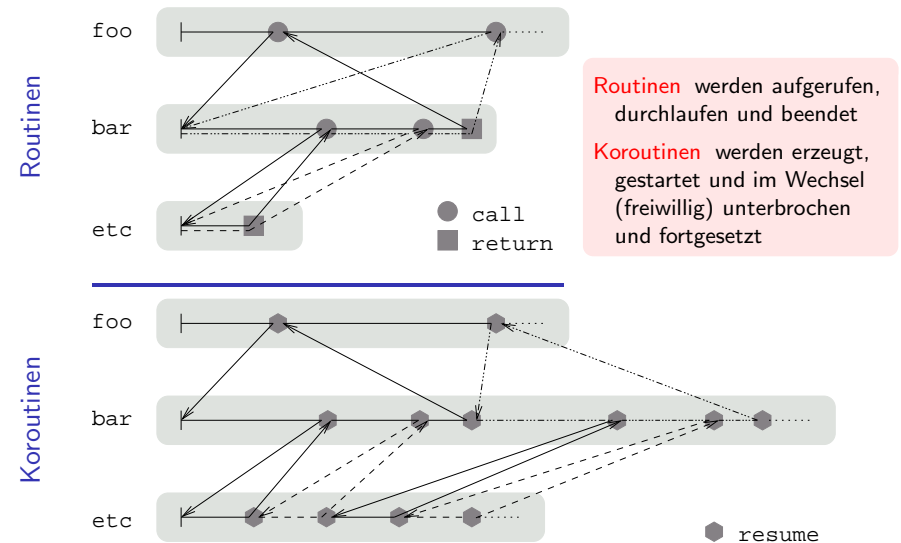 Routinen
foo
bar
etc
call
return
Routinen werden aufgerufen,
durchlaufen und beendet
Koroutinen werden erzeugt,
gestartet und im Wechsel
(freiwillig) unterbrochen
und fortgesetzt
Koroutinen
foo
bar
etc
resume